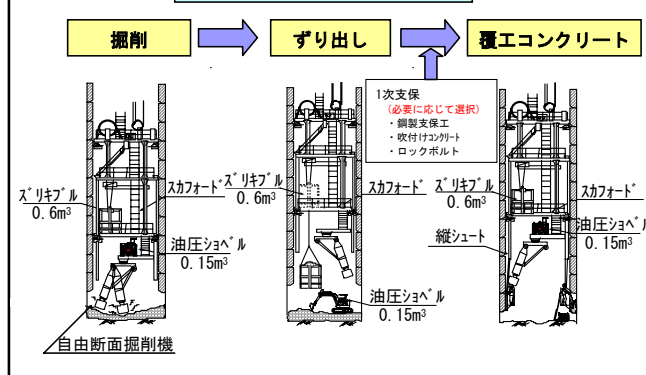 掘削
ずり出し
覆工コンクリート
1次支保
(必要に応じて選択)
・鋼製支保工
・吹付けｺﾝｸﾘｰﾄ
・ロックボルト
ｽﾞﾘｷﾌﾞﾙ
0.6m³
ｽｶﾌｫｰﾄﾞ
油圧ｼｮﾍﾞﾙ
0.15m³
自由断面掘削機
ｽﾞﾘｷﾌﾞﾙ
0.6m³
ｽｶﾌｫｰﾄﾞ
油圧ｼｮﾍﾞﾙ
0.15m³
ｽﾞﾘｷﾌﾞﾙ
0.6m³
ｽｶﾌｫｰﾄﾞ
縦シュート
油圧ｼｮﾍﾞﾙ
0.15m³